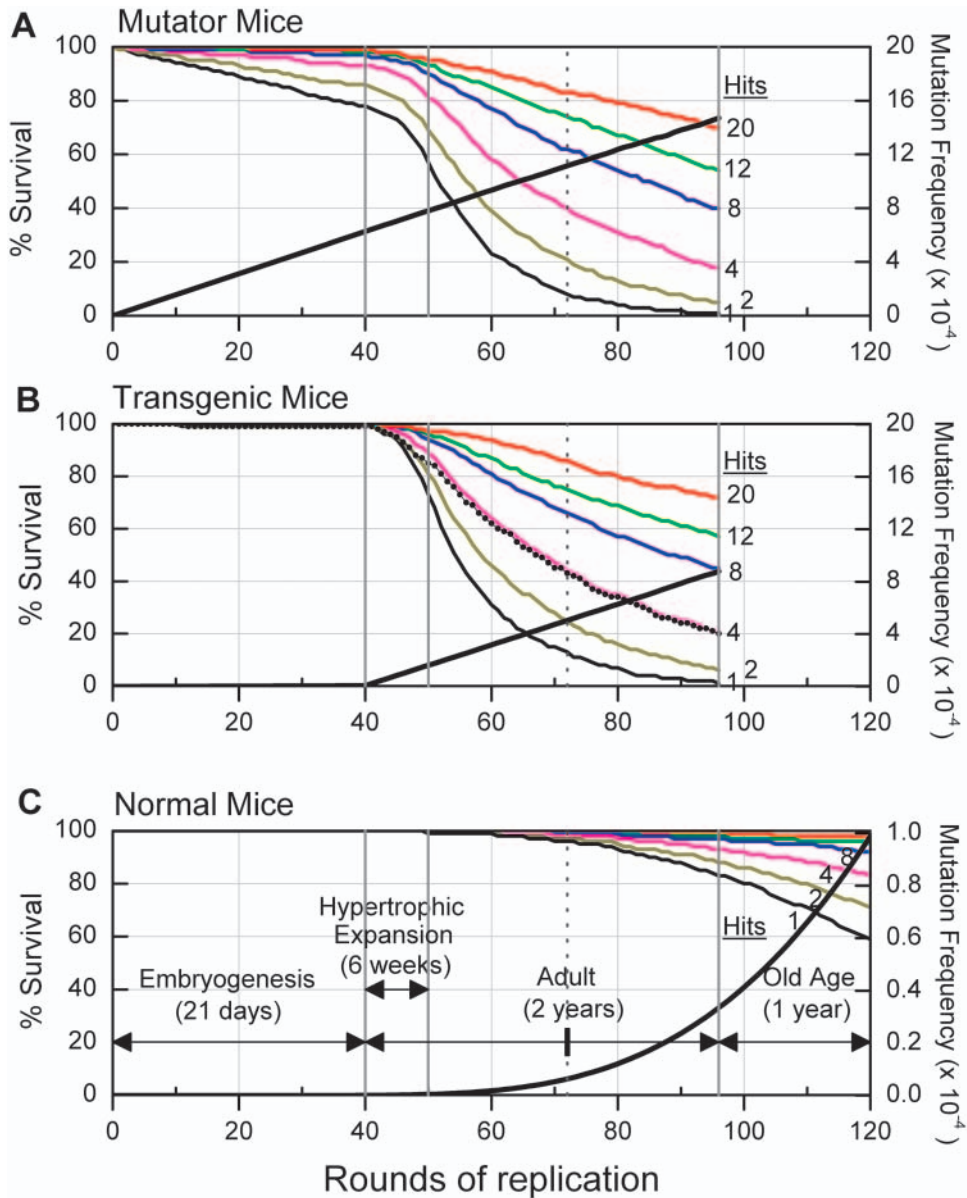 A Mutator Mice
% Survival
100
80
60
40
20
0
0 20 40 60 80 100 120
Hits
20
12
8
4
2
1
20
16
12
8
4
0
Mutation Frequency (x 10-4)
B Transgenic Mice
% Survival
100
80
60
40
20
0
0 20 40 60 80 100 120
Hits
20
12
8
4
2
1
20
16
12
8
4
0
Mutation Frequency (x 10-4)
C Normal Mice
% Survival
100
80
60
40
20
0
0 20 40 60 80 100 120
Hypertrophic
Expansion
(6 weeks)
Embryogenesis
(21 days)
Adult
(2 years)
Old Age
(1 year)
Hits
1
2
4
8
1.0
0.8
0.6
0.4
0.2
0.0
Mutation Frequency (x 10-4)
Rounds of replication